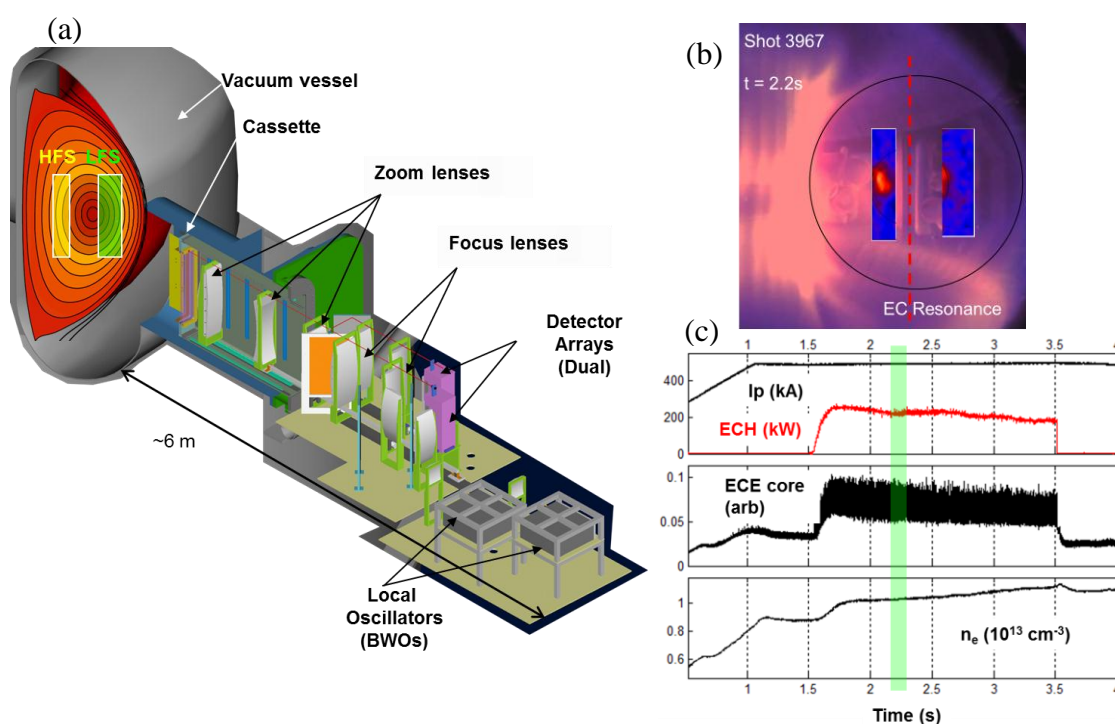 (a)
Vacuum vessel
Cassette
HFS
LFS
Zoom lenses
Focus lenses
Detector
Arrays
(Dual)
~6 m
Local
Oscillators
(BWOs)
(b)
Shot 3967
t = 2.2s
EC Resonance
(c)
1 1.5 2 2.5 3 3.5 4
400
200
0
Ip (kA)
ECH (kW)
0.1
0.05
0
ECE core
(arb)
1
0.8
0.6
nₑ (10¹³ cm⁻³)
1 1.5 2 2.5 3 3.5 4
Time (s)